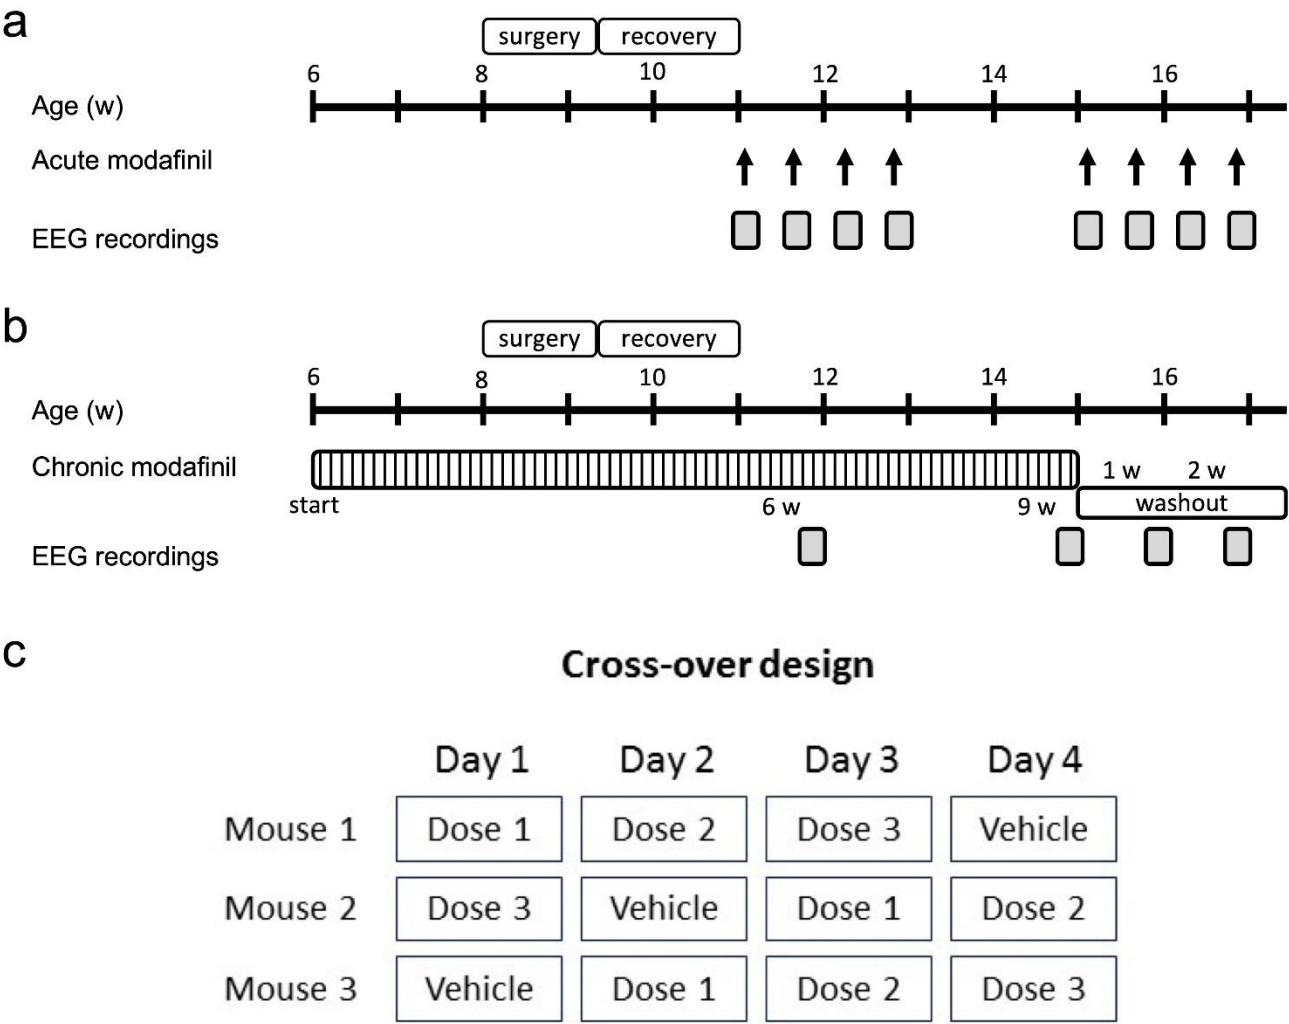 a
surgery recovery
6 8 10 12 14 16
Age (w)
Acute modafinil
EEG recordings
b
surgery recovery
6 8 10 12 14 16
Age (w)
Chronic modafinil 1 w 2 w
start 6 w 9 w washout
EEG recordings
c
Cross-over design
Day 1 Day 2 Day 3 Day 4
Mouse 1 Dose 1 Dose 2 Dose 3 Vehicle
Mouse 2 Dose 3 Vehicle Dose 1 Dose 2
Mouse 3 Vehicle Dose 1 Dose 2 Dose 3